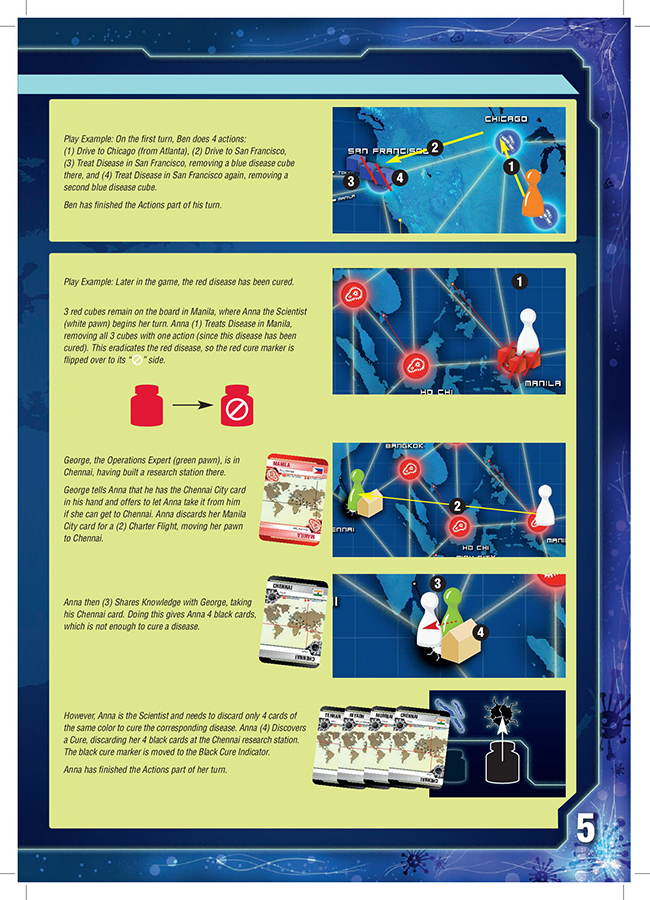 Play Example: On the first turn, Ben does 4 actions:
(1) Drive to Chicago (from Atlanta), (2) Drive to San Francisco,
(3) Treat Disease in San Francisco, removing a blue disease cube
there, and (4) Treat Disease in San Francisco again, removing a
second blue disease cube.
Ben has finished the Actions part of his turn.
CHICAGO
SAN FRANCISCO
2
1
3
4
MANILA
Play Example: Later in the game, the red disease has been cured.
3 red cubes remain on the board in Manila, where Anna the Scientist
(white pawn) begins her turn. Anna (1) Treats Disease in Manila,
removing all 3 cubes with one action (since this disease has been
cured). This eradicates the red disease, so the red cure marker is
flipped over to its “ ” side.
1
MANILA
HO CHI
George, the Operations Expert (green pawn), is in
Chennai, having built a research station there.
George tells Anna that he has the Chennai City card
in his hand and offers to let Anna take it from him
if she can get to Chennai. Anna discards her Manila
City card for a (2) Charter Flight, moving her pawn
to Chennai.
MANILA
MANILA
BANGKOK
2
ENNAI
HO CHI
MINH CITY
MANI
Anna then (3) Shares Knowledge with George, taking
his Chennai card. Doing this gives Anna 4 black cards,
which is not enough to cure a disease.
CHENNAI
CHENNAI
3
4
However, Anna is the Scientist and needs to discard only 4 cards of
the same color to cure the corresponding disease. Anna (4) Discovers
a Cure, discarding her 4 black cards at the Chennai research station.
The black cure marker is moved to the Black Cure Indicator.
Anna has finished the Actions part of her turn.
CHENNAI
CHENNAI
5